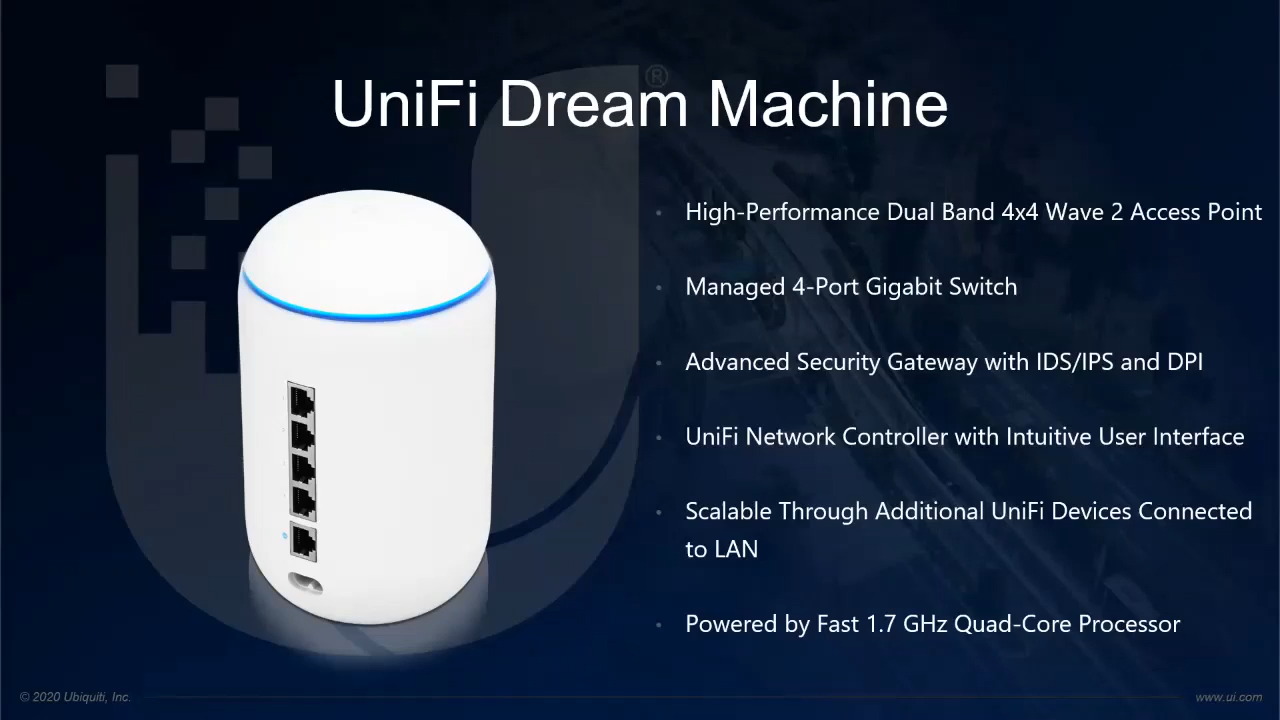 UniFi Dream Machine
®
High-Performance Dual Band 4x4 Wave 2 Access Point
Managed 4-Port Gigabit Switch
Advanced Security Gateway with IDS/IPS and DPI
UniFi Network Controller with Intuitive User Interface
Scalable Through Additional UniFi Devices Connected
to LAN
Powered by Fast 1.7 GHz Quad-Core Processor
© 2020 Ubiquiti, Inc.
www.ui.com